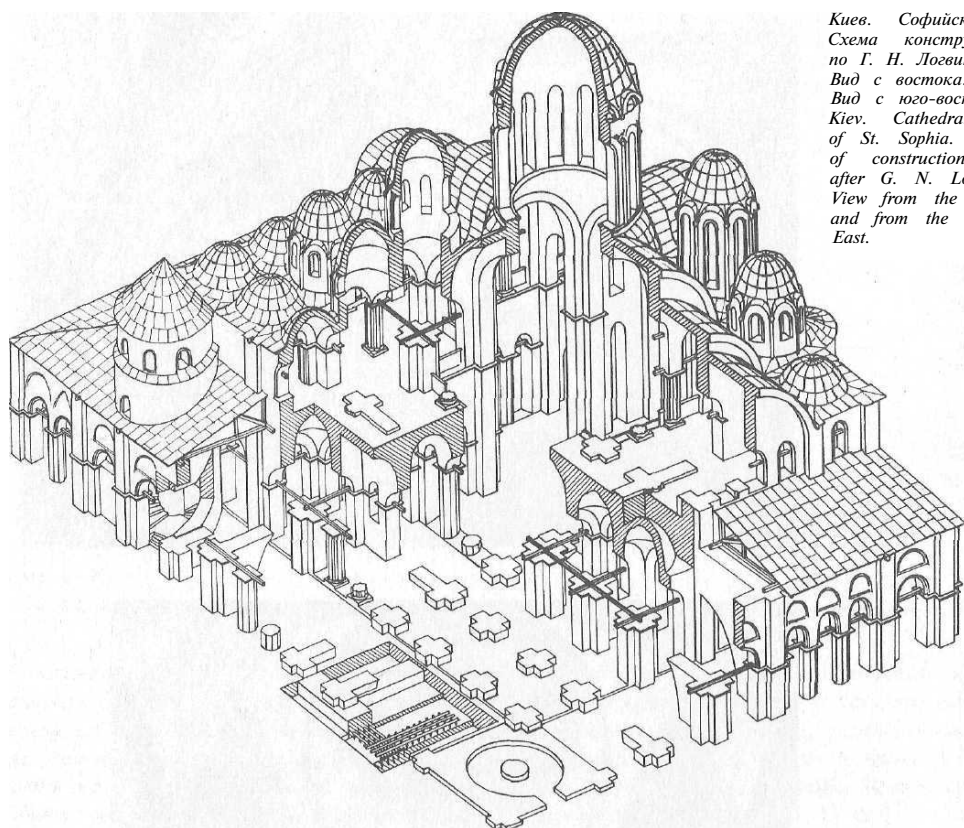 Киев. Софийск
Схема констру
по Г. Н. Логви
Вид с востока.
Вид с юго-вост
Kiev. Cathedra
of St. Sophia.
of construction
after G. N. Lo
View from the
and from the
East.